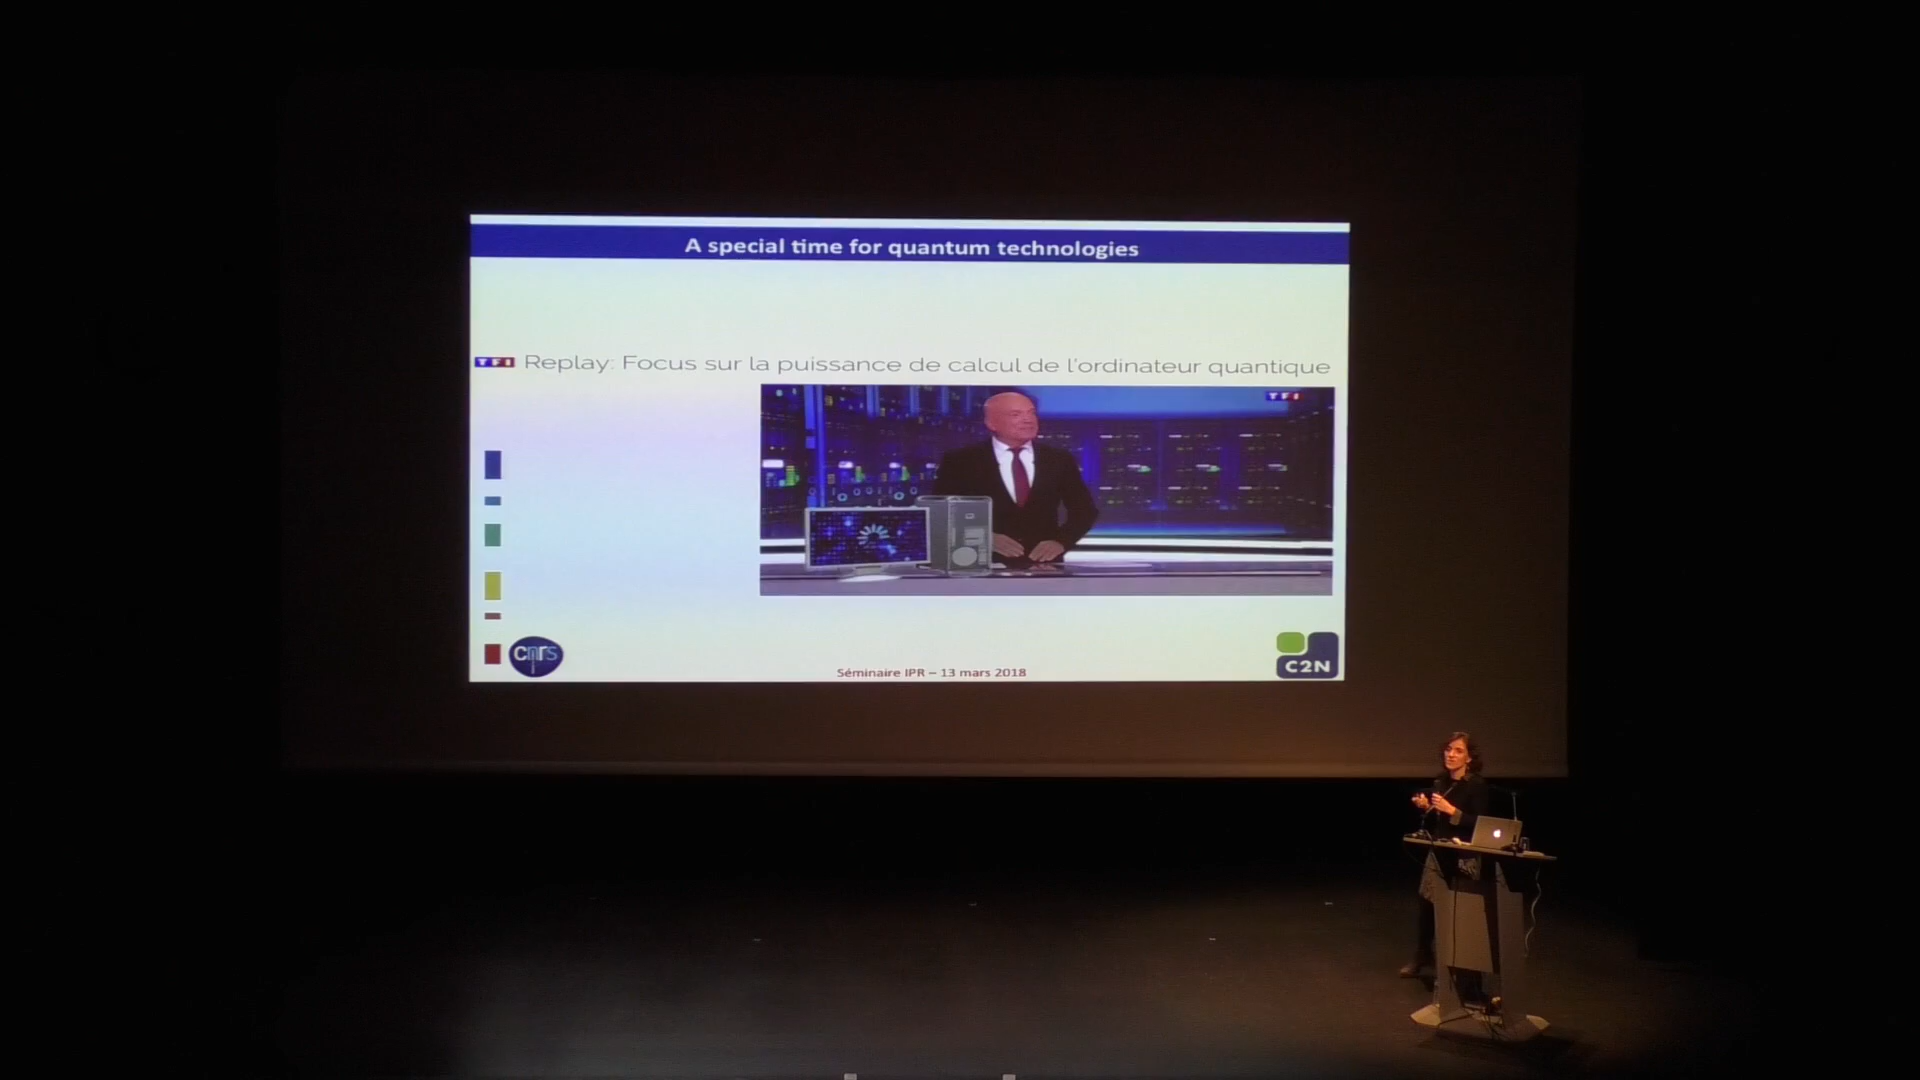 A special time for quantum technologies
TF1 Replay: Focus sur la puissance de calcul de l'ordinateur quantique
TF1
cnrs
C2N
Séminaire IPR – 13 mars 2018